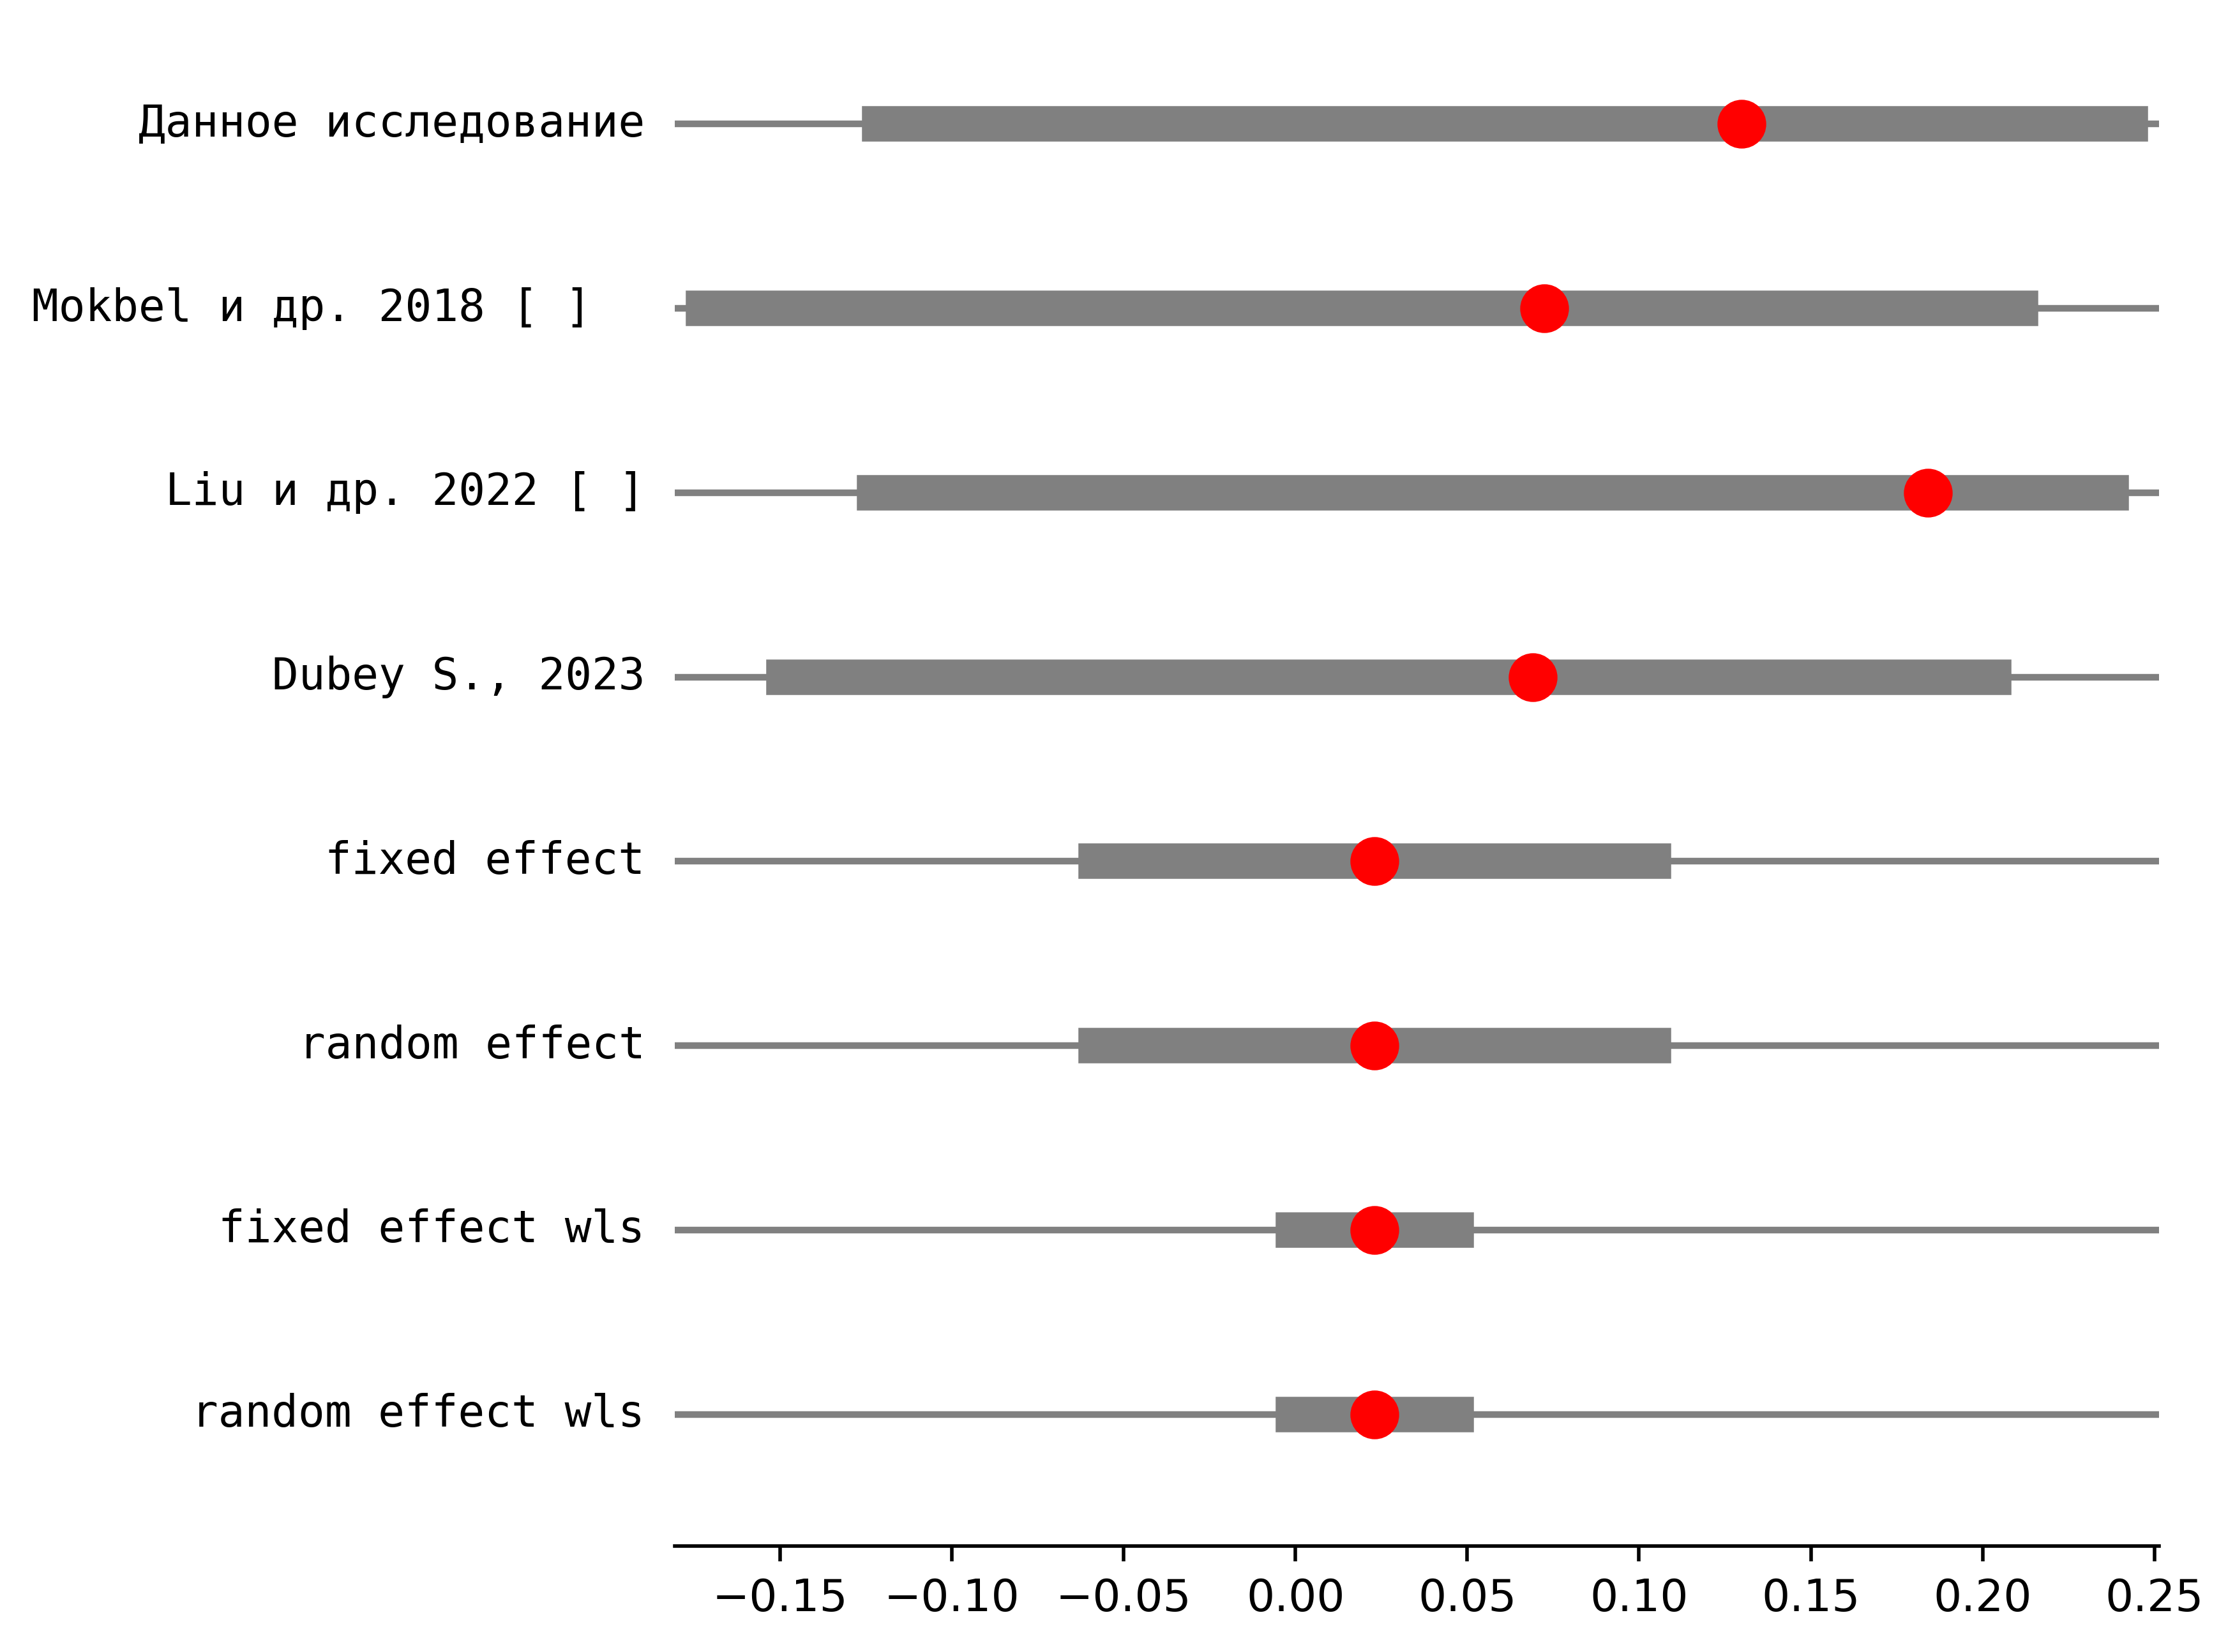 Данное исследование
Mokbel и др. 2018 [ ]
Liu и др. 2022 [ ]
Dubey S., 2023
fixed effect
random effect
fixed effect wls
random effect wls
−0.15 −0.10 −0.05 0.00 0.05 0.10 0.15 0.20 0.25